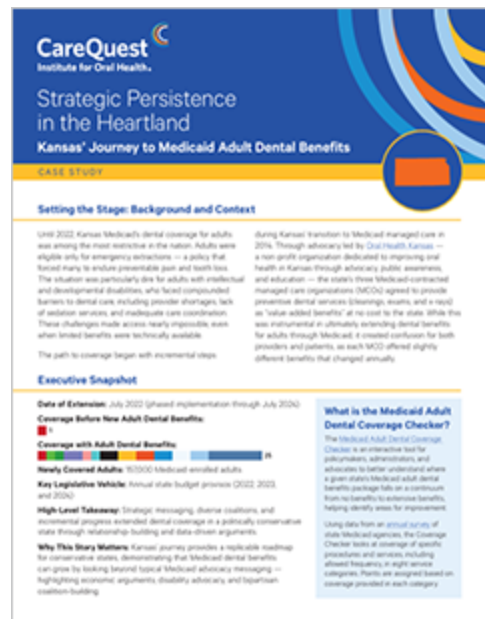 CareQuest
Institute for Oral Health.
Strategic Persistence
in the Heartland
Kansas' Journey to Medicaid Adult Dental Benefits
CASE STUDY
Setting the Stage: Background and Context
Until 2022, Kansas Medicaid's dental coverage for adults
was among the most restrictive in the nation. Adults were
eligible only for emergency extractions — a policy that
forced many to endure preventable pain and tooth loss.
The situation was particularly dire for adults with intellectual
and developmental disabilities, who faced compounded
barriers to dental care, including provider shortages, lack
of sedation services, and inadequate care coordination.
These challenges made access nearly impossible, even
when limited benefits were technically available.
The path to coverage began with incremental steps
during Kansas' transition to Medicaid managed care in
2014. Through advocacy led by Oral Health Kansas —
a non profit organization dedicated to improving oral
health in Kansas through advocacy, public awareness,
and education — the state's three Medicaid-contracted
managed care organizations (MCOs) agreed to provide
preventive dental services (cleanings, exams, and x-rays)
as "value added benefits" at no cost to the state. While this
was instrumental in ultimately extending dental benefits
for adults through Medicaid, it created confusion for both
providers and patients, as each MCO offered slightly
different benefits that changed annually.
Executive Snapshot
Date of Extension: July 2022 (phased implementation through July 2024)
Coverage Before New Adult Dental Benefits:
Coverage with Adult Dental Benefits:
25
Newly Covered Adults: 157,000 Medicaid enrolled adults
Key Legislative Vehicle: Annual state budget provisos (2022, 2023,
and 2024)
High-Level Takeaway: Strategic messaging, diverse coalitions, and
incremental progress extended dental coverage in a politically conservative
state through relationship-building and data-driven arguments.
Why This Story Matters: Kansas' journey provides a replicable roadmap
for conservative states, demonstrating that Medicaid dental benefits
can grow by looking beyond typical Medicaid advocacy messaging —
highlighting economic arguments, disability advocacy, and bipartisan
coalition-building.
What is the Medicaid Adult
Dental Coverage Checker?
The Medicaid Adult Dental Coverage
Checker is an interactive tool for
policymakers, administrators, and
advocates to better understand where
a given state's Medicaid adult dental
benefits package falls on a continuum
from no benefits to extensive benefits,
helping identify areas for improvement.
Using data from an annual survey of
state Medicaid agencies, the Coverage
Checker looks at coverage of specific
procedures and services, including
allowed frequency, in eight service
categories. Points are assigned based on
coverage provided in each category.